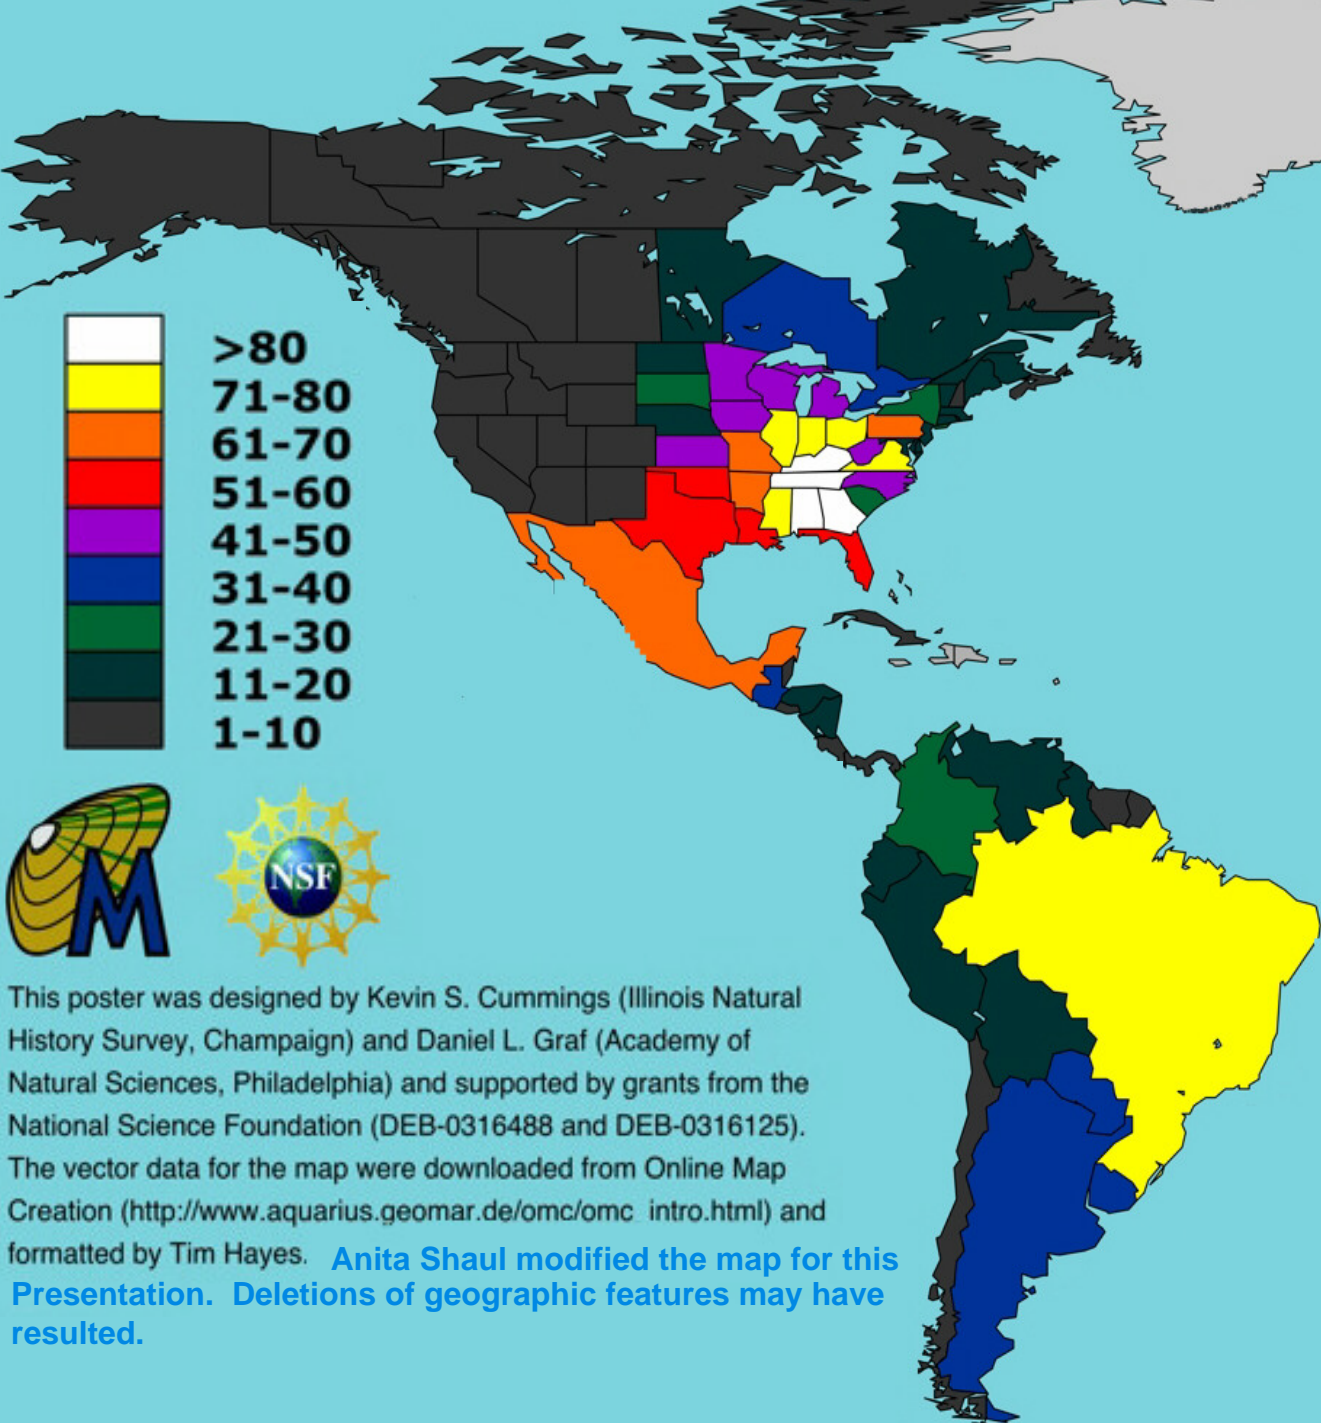 >80
71-80
61-70
51-60
41-50
31-40
21-30
11-20
1-10
M
NSF
This poster was designed by Kevin S. Cummings (Illinois Natural
History Survey, Champaign) and Daniel L. Graf (Academy of
Natural Sciences, Philadelphia) and supported by grants from the
National Science Foundation (DEB-0316488 and DEB-0316125).
The vector data for the map were downloaded from Online Map
Creation (http://www.aquarius.geomar.de/omc/omc intro.html) and
formatted by Tim Hayes. Anita Shaul modified the map for this
Presentation. Deletions of geographic features may have
resulted.